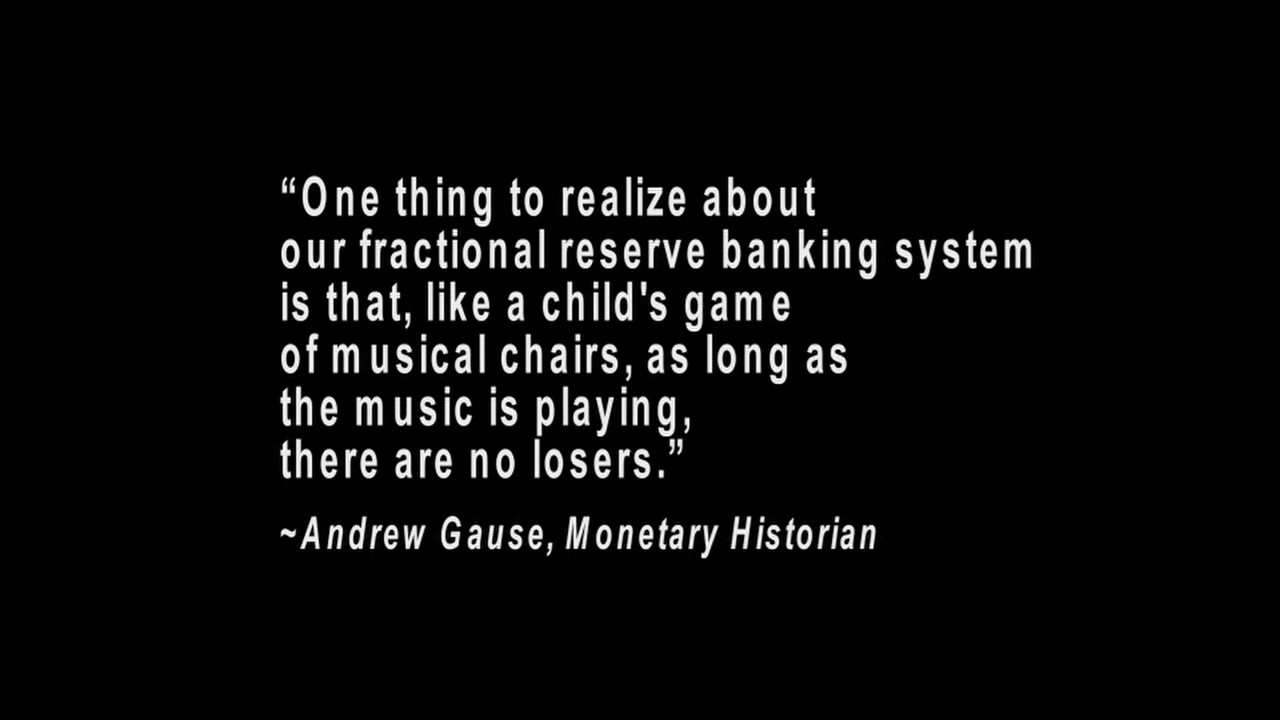 “One thing to realize about
our fractional reserve banking system
is that, like a child's game
of musical chairs, as long as
the music is playing,
there are no losers.”
~Andrew Gause, Monetary Historian